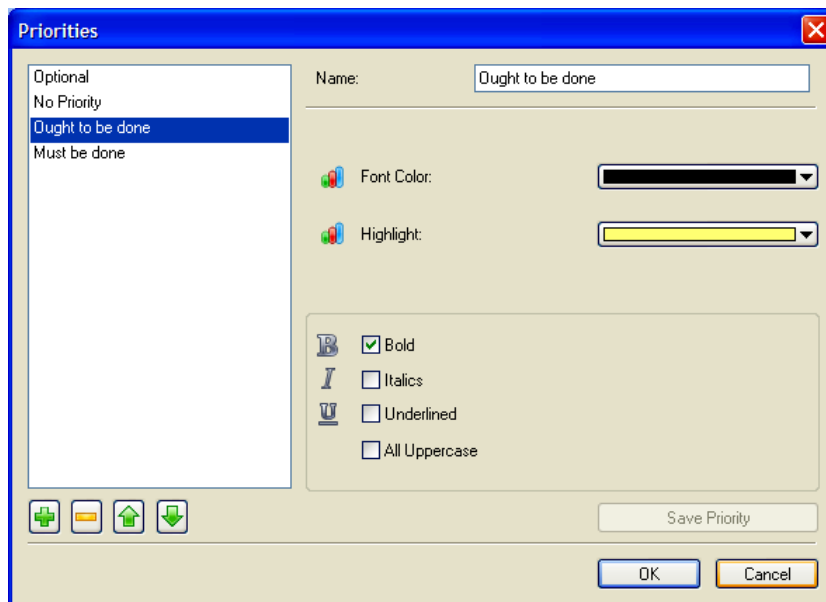 Priorities
Optional
No Priority
Ought to be done
Must be done
Name: Ought to be done
Font Color:
Highlight:
B Bold
I Italics
U Underlined
All Uppercase
Save Priority
OK Cancel